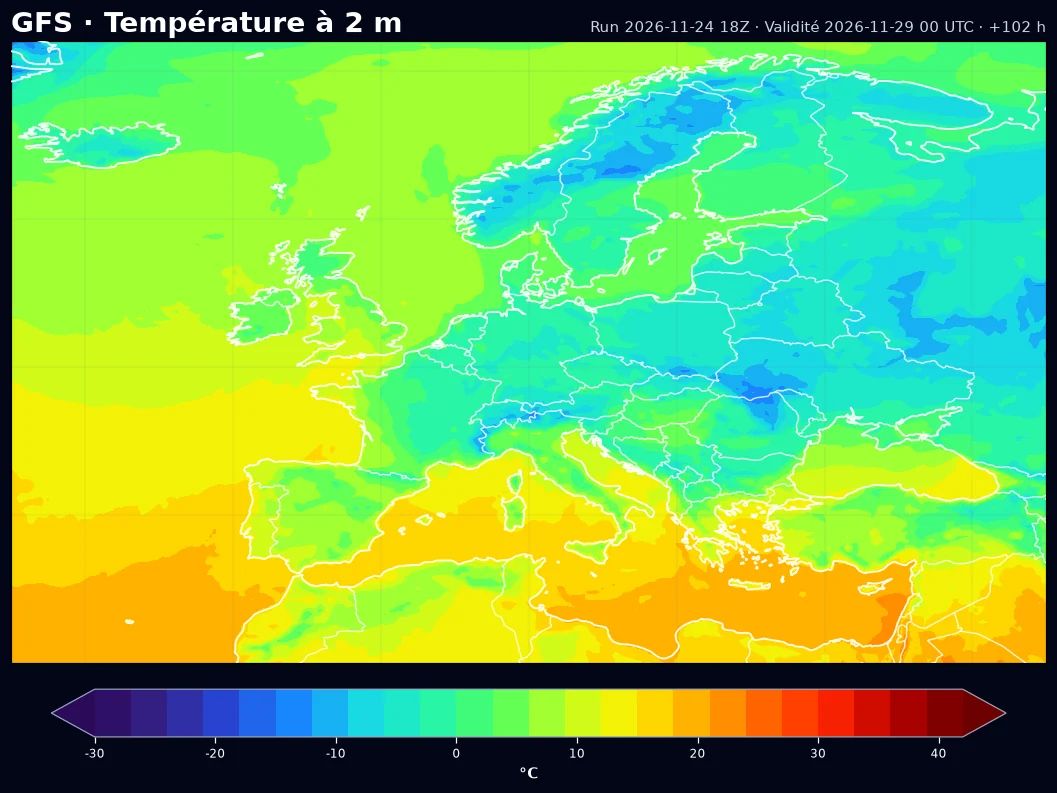 GFS · Température à 2 m
Run 2026-11-24 18Z · Validité 2026-11-29 00 UTC · +102 h
-30 -20 -10 0 10 20 30 40
°C